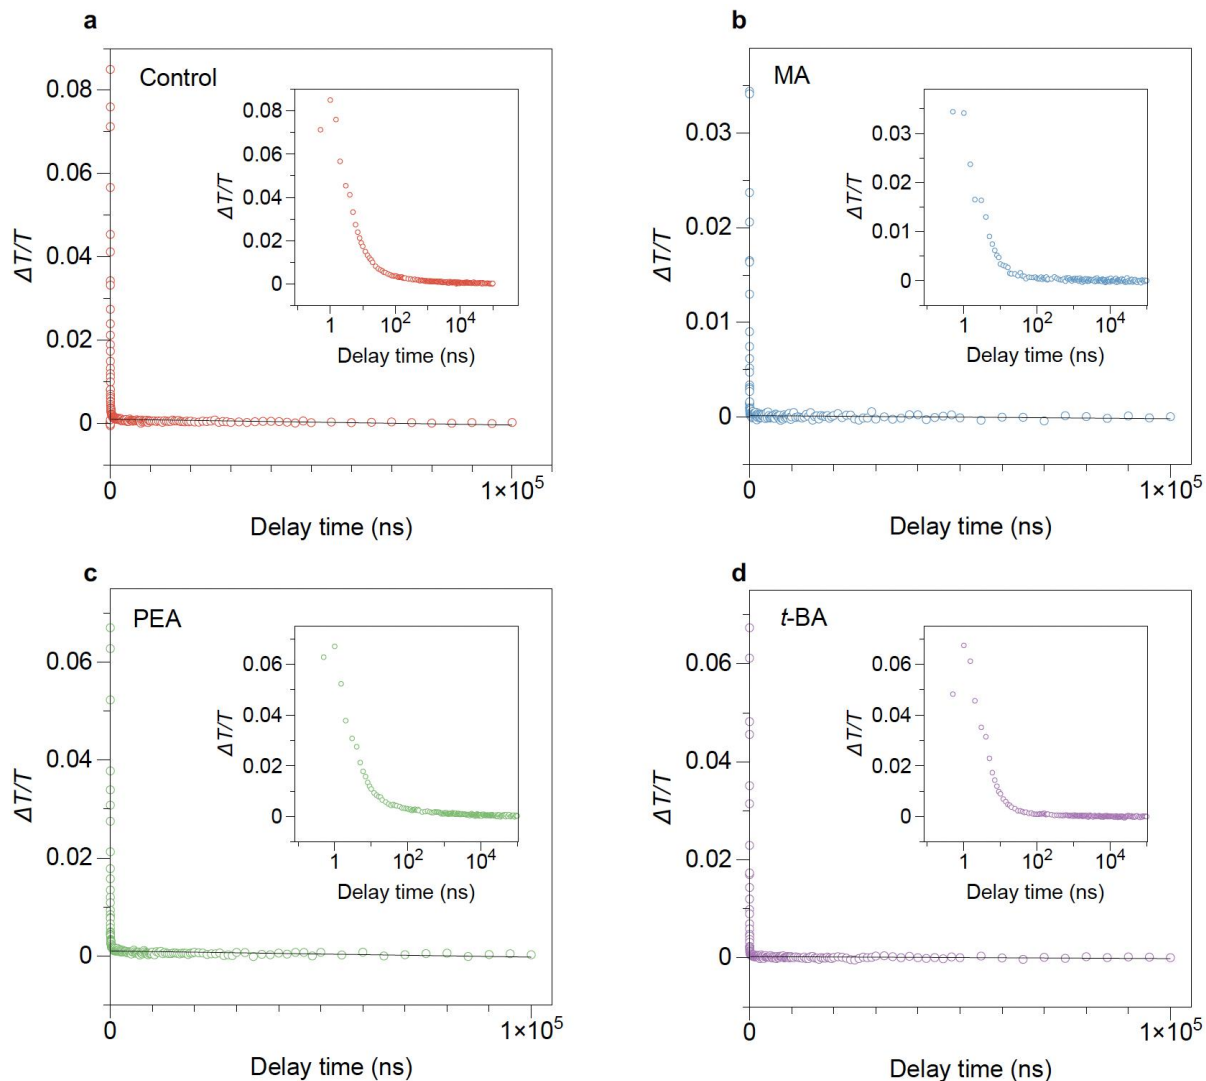 a
Control
ΔT/T
0.08
0.06
0.04
0.02
0
0
1×10⁵
Delay time (ns)
ΔT/T
0.08
0.06
0.04
0.02
0
1
10²
10⁴
Delay time (ns)
b
MA
ΔT/T
0.03
0.02
0.01
0
0
1×10⁵
Delay time (ns)
ΔT/T
0.03
0.02
0.01
0
1
10²
10⁴
Delay time (ns)
c
PEA
ΔT/T
0.06
0.04
0.02
0
0
1×10⁵
Delay time (ns)
ΔT/T
0.06
0.04
0.02
0
1
10²
10⁴
Delay time (ns)
d
t-BA
ΔT/T
0.06
0.04
0.02
0
0
1×10⁵
Delay time (ns)
ΔT/T
0.06
0.04
0.02
0
1
10²
10⁴
Delay time (ns)